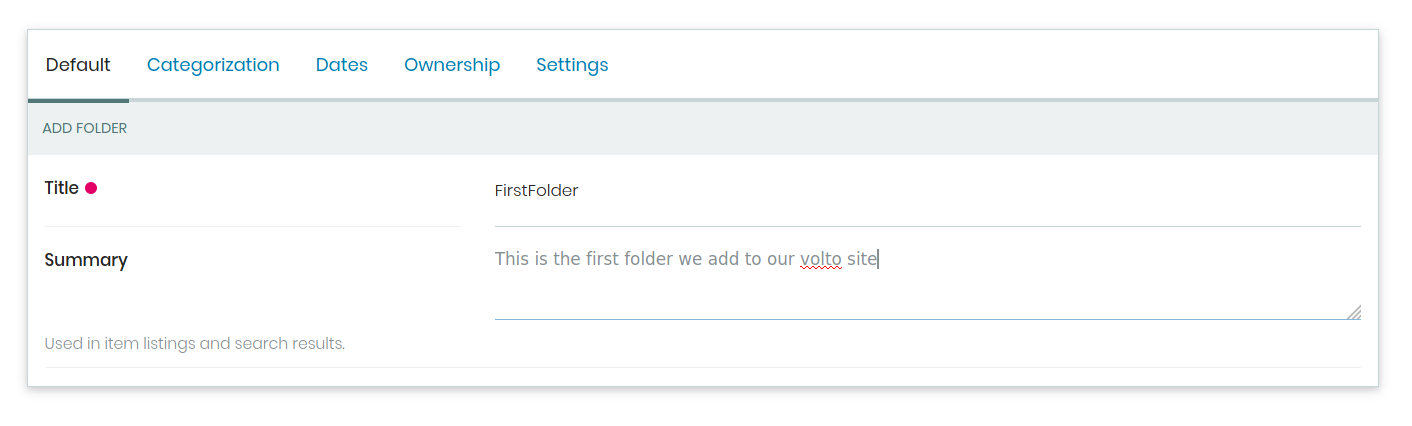 Default Categorization Dates Ownership Settings
ADD FOLDER
Title FirstFolder
Summary This is the first folder we add to our volto site
Used in item listings and search results.